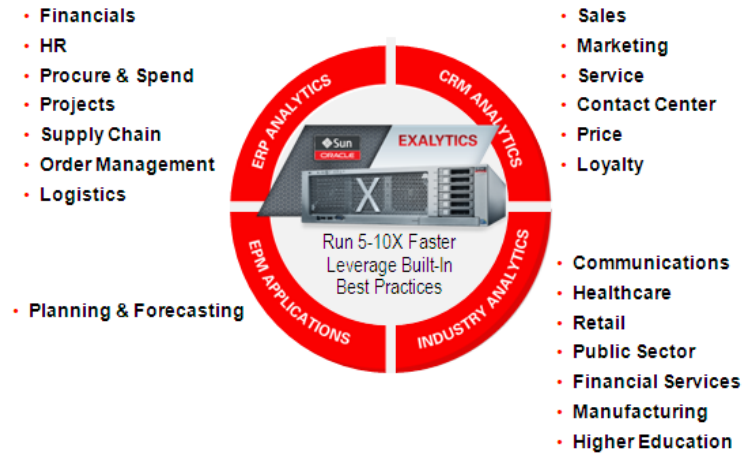 • Financials
• HR
• Procure & Spend
• Projects
• Supply Chain
• Order Management
• Logistics
• Sales
• Marketing
• Service
• Contact Center
• Price
• Loyalty
ERP ANALYTICS
CRM ANALYTICS
Sun
ORACLE
EXALYTICS
X
Run 5-10X Faster
Leverage Built-In
Best Practices
EPM APPLICATIONS
INDUSTRY ANALYTICS
• Planning & Forecasting
• Communications
• Healthcare
• Retail
• Public Sector
• Financial Services
• Manufacturing
• Higher Education